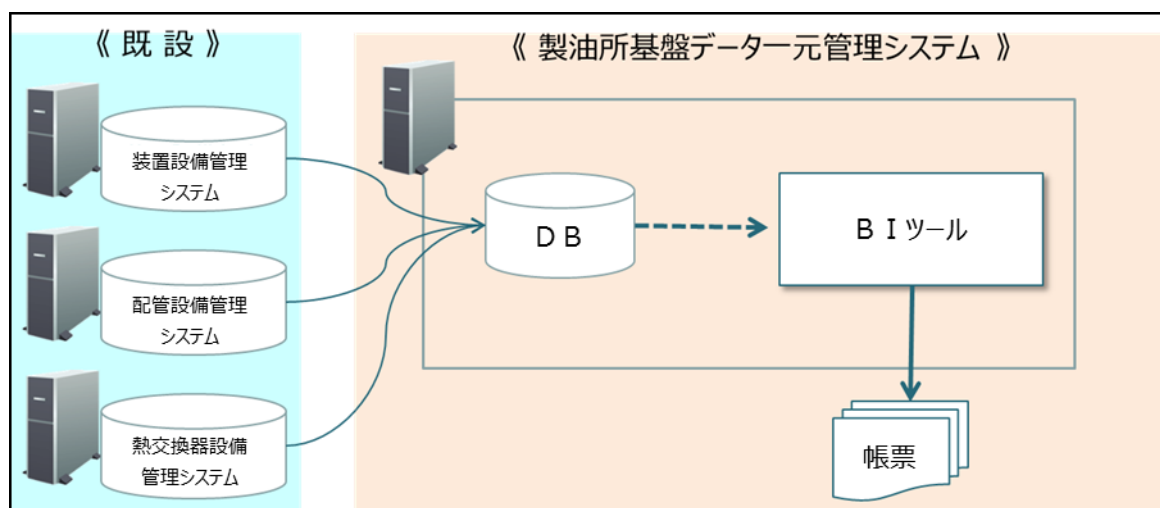 《 既 設 》
装置設備管理
システム
配管設備管理
システム
熱交換器設備
管理システム
《 製油所基盤データ一元管理システム 》
ＤＢ
ＢＩツール
帳票